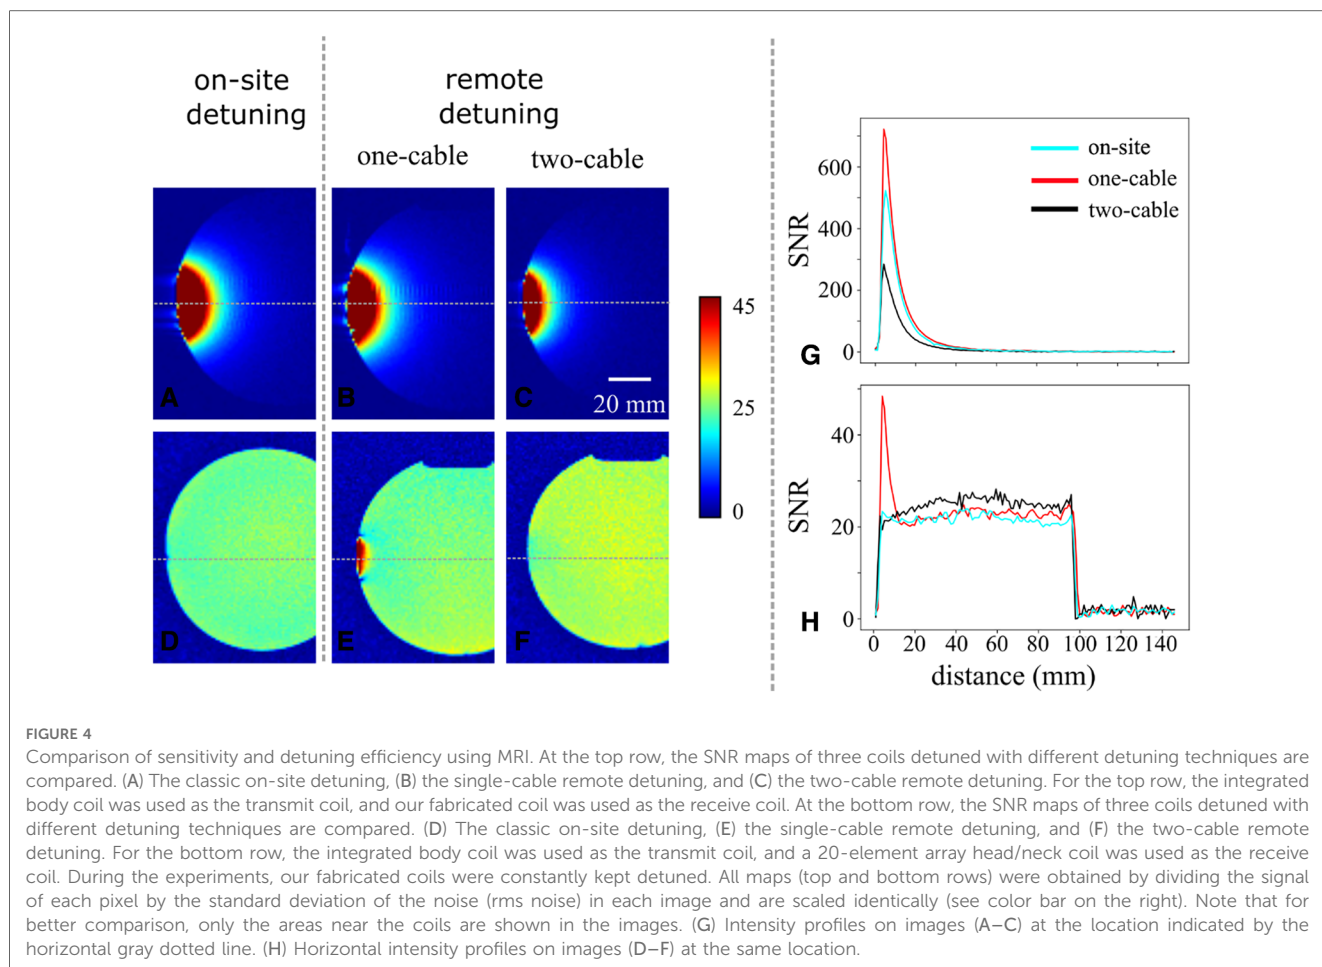 on-site
detuning
remote
detuning
one-cable
two-cable
A
B
C
20 mm
D
E
F
45
25
0
SNR
600
400
200
0
on-site
one-cable
two-cable
G
SNR
40
20
0
H
0 20 40 60 80 100 120 140
distance (mm)
FIGURE 4
Comparison of sensitivity and detuning efficiency using MRI. At the top row, the SNR maps of three coils detuned with different detuning techniques are
compared. (A) The classic on-site detuning, (B) the single-cable remote detuning, and (C) the two-cable remote detuning. For the top row, the integrated
body coil was used as the transmit coil, and our fabricated coil was used as the receive coil. At the bottom row, the SNR maps of three coils detuned with
different detuning techniques are compared. (D) The classic on-site detuning, (E) the single-cable remote detuning, and (F) the two-cable remote
detuning. For the bottom row, the integrated body coil was used as the transmit coil, and a 20-element array head/neck coil was used as the receive
coil. During the experiments, our fabricated coils were constantly kept detuned. All maps (top and bottom rows) were obtained by dividing the signal
of each pixel by the standard deviation of the noise (rms noise) in each image and are scaled identically (see color bar on the right). Note that for
better comparison, only the areas near the coils are shown in the images. (G) Intensity profiles on images (A–C) at the location indicated by the
horizontal gray dotted line. (H) Horizontal intensity profiles on images (D–F) at the same location.